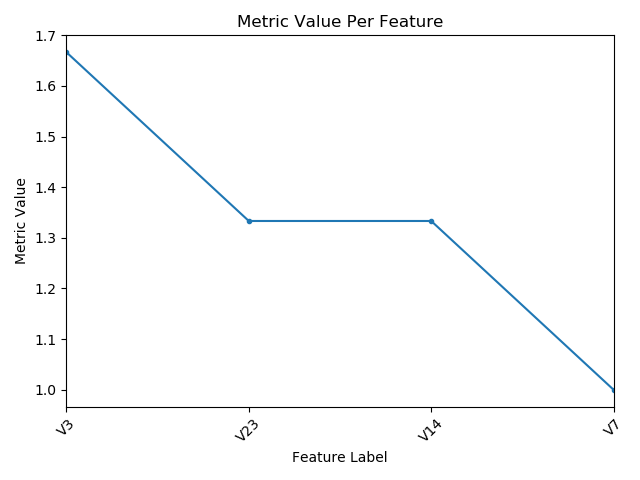 Metric Value Per Feature
1.7
1.6
1.5
1.4
1.3
1.2
1.1
1.0
Metric Value
V3
V23
V14
V7
Feature Label